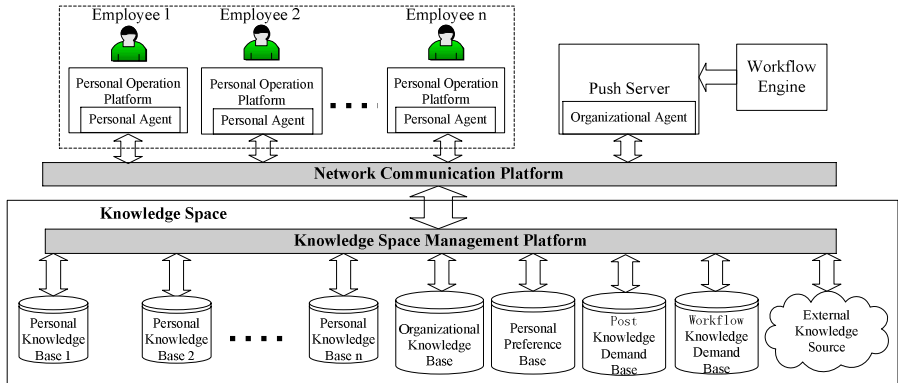 Employee 1
Employee 2
Employee n
Personal Operation
Platform
Personal Agent
Personal Operation
Platform
Personal Agent
Personal Operation
Platform
Personal Agent
Push Server
Organizational Agent
Workflow
Engine
Network Communication Platform
Knowledge Space
Knowledge Space Management Platform
Personal
Knowledge
Base 1
Personal
Knowledge
Base 2
Personal
Knowledge
Base n
Organizational
Knowledge
Base
Personal
Preference
Base
Post
Knowledge
Demand Base
Workflow
Knowledge
Demand Base
External
Knowledge
Source